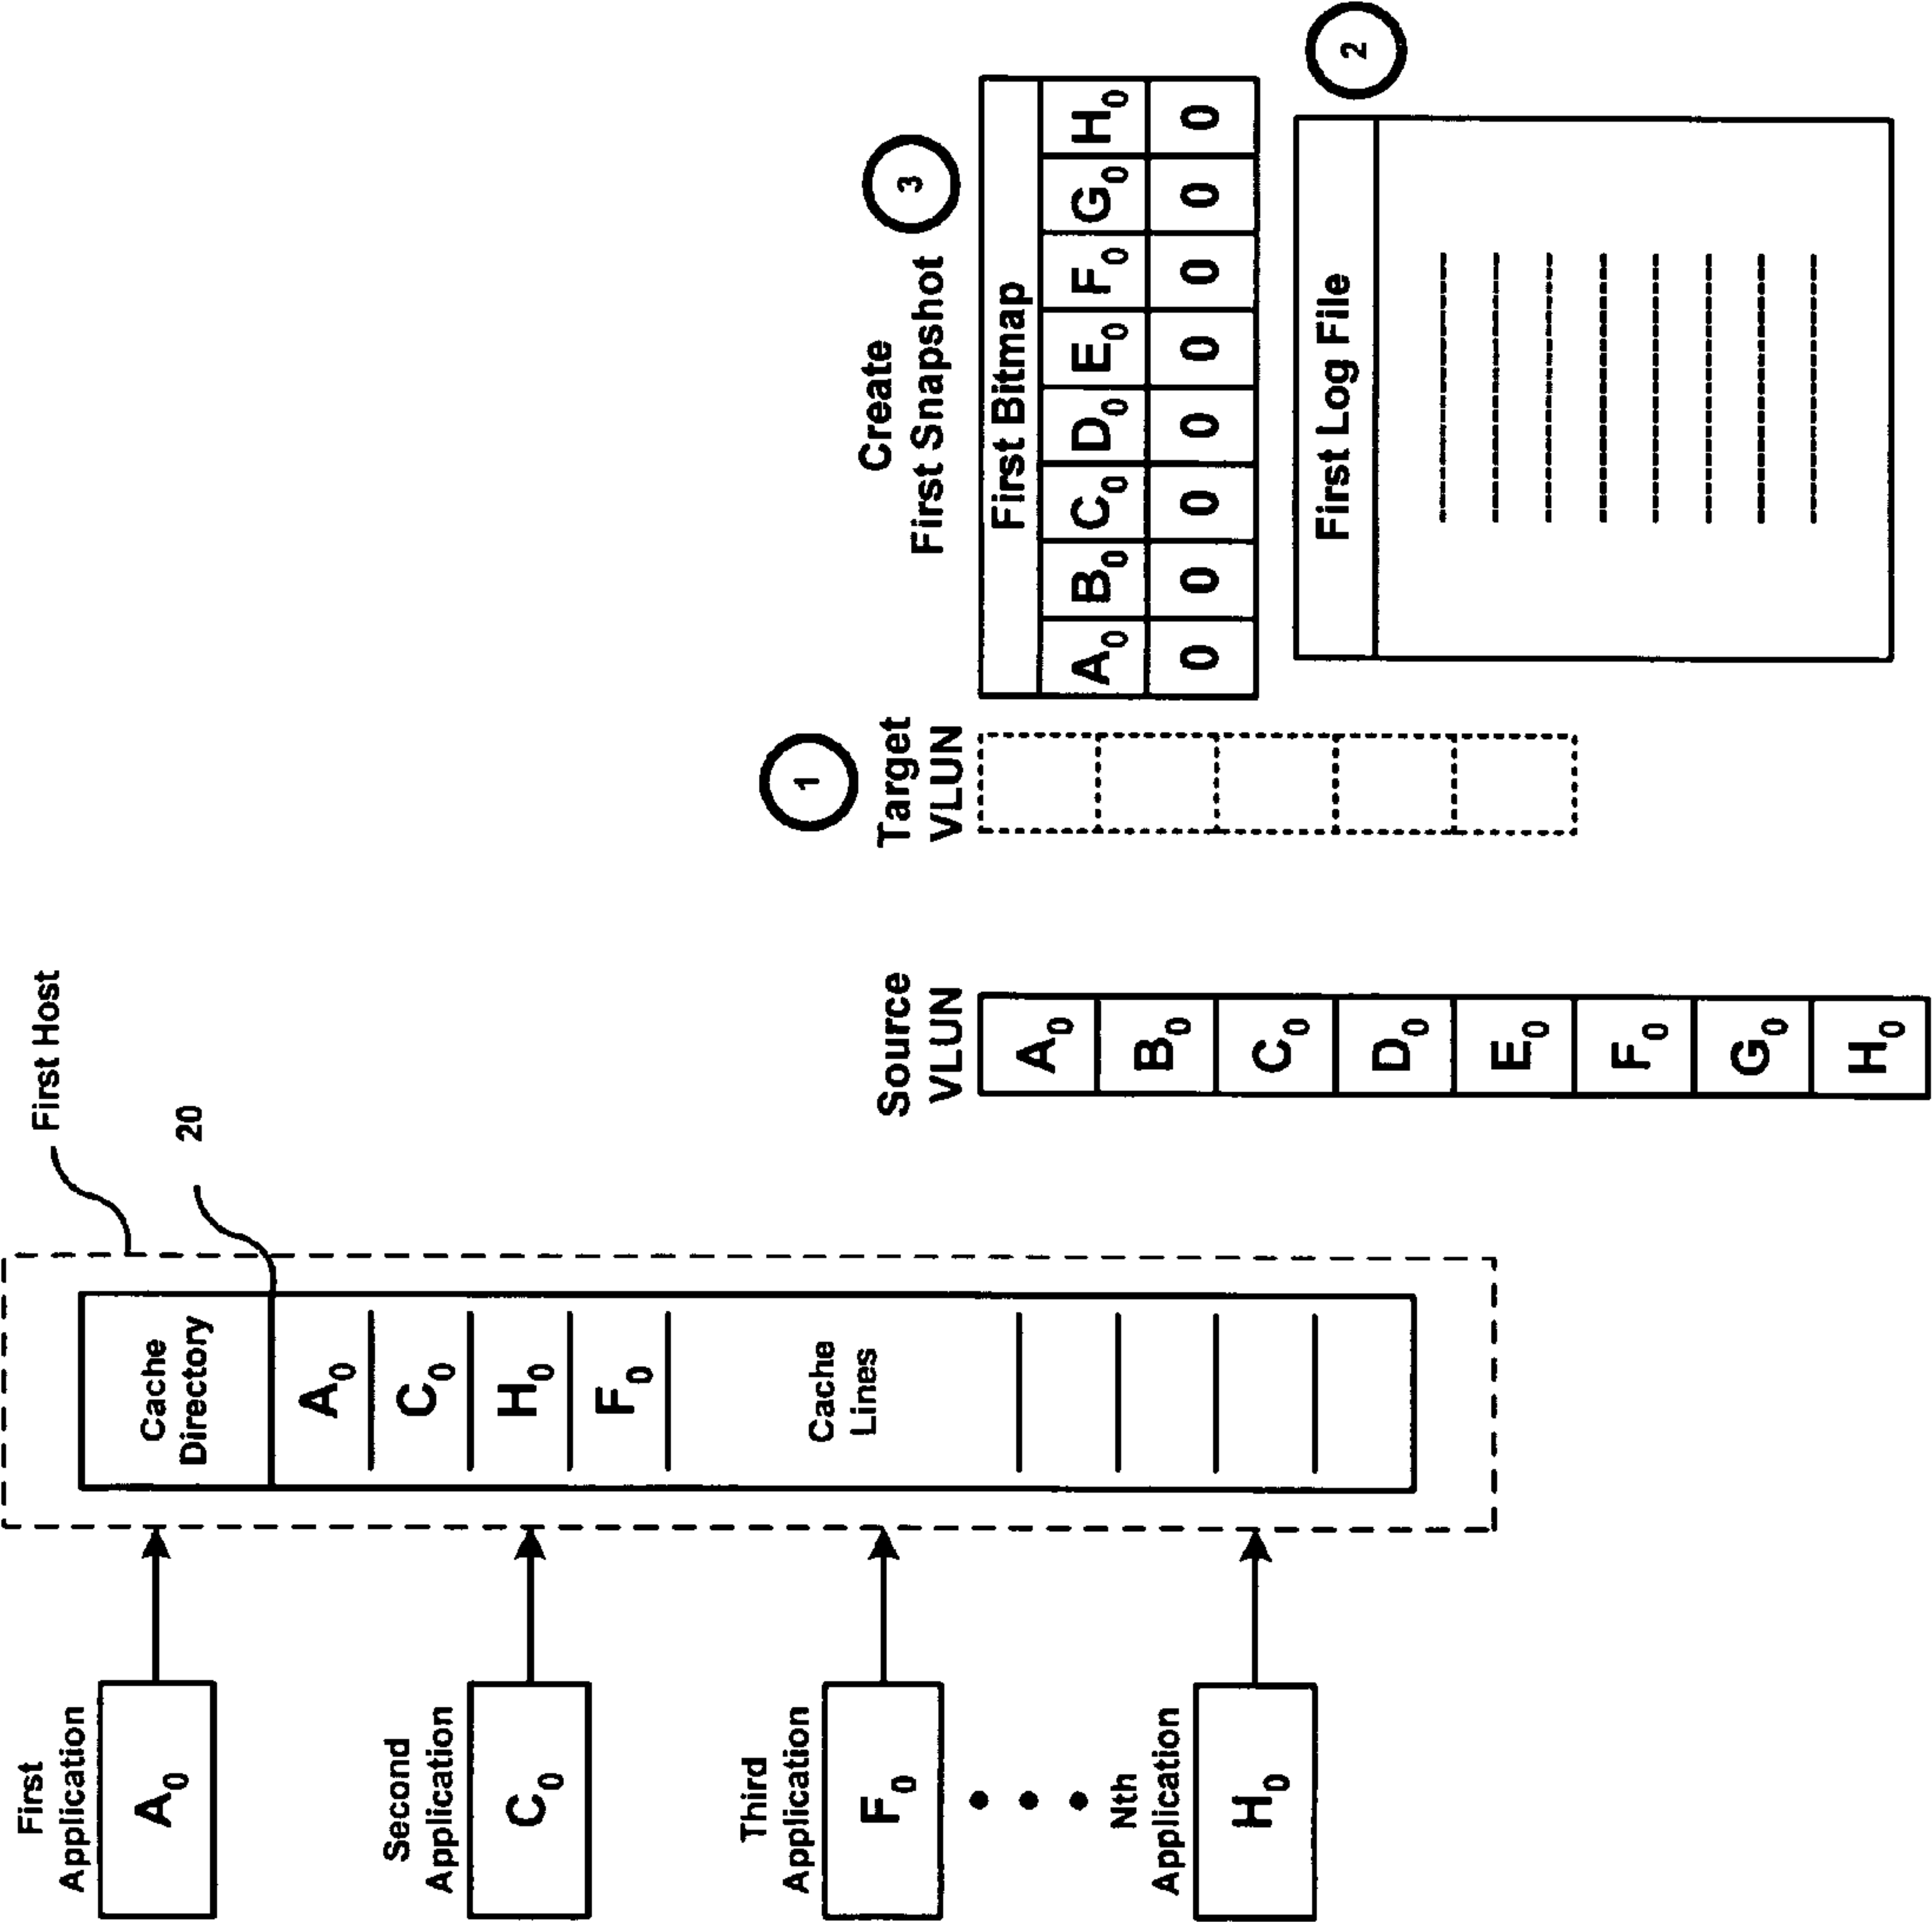 First
Application
A0
Second
Application
C0
Third
Application
F0
Nth
Application
H0
First Host
20
Cache
Directory
A0
C0
H0
F0
Cache
Lines
Source
VLUN
A0
B0
C0
D0
E0
F0
G0
H0
1
Target
VLUN
Create
First Snapshot
3
First Bitmap
A0 B0 C0 D0 E0 F0 G0 H0
0 0 0 0 0 0 0 0
2
First Log File